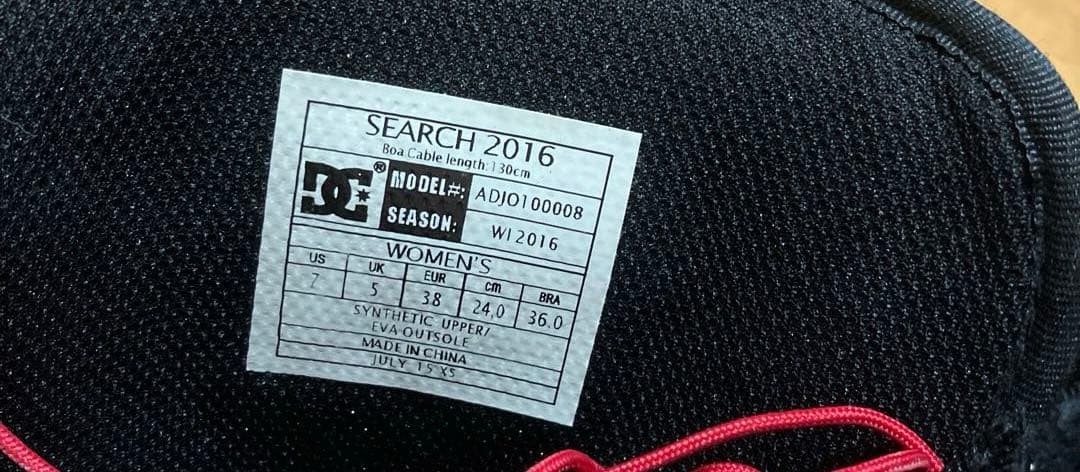 SEARCH 2016
Boa Cable length:130cm
DC® MODEL#: ADJO100008
SEASON: WI 2016
WOMEN'S
US UK EUR cm BRA
7 5 38 24,0 36.0
SYNTHETIC UPPER/
EVA OUTSOLE
MADE IN CHINA
JULY 15 XS